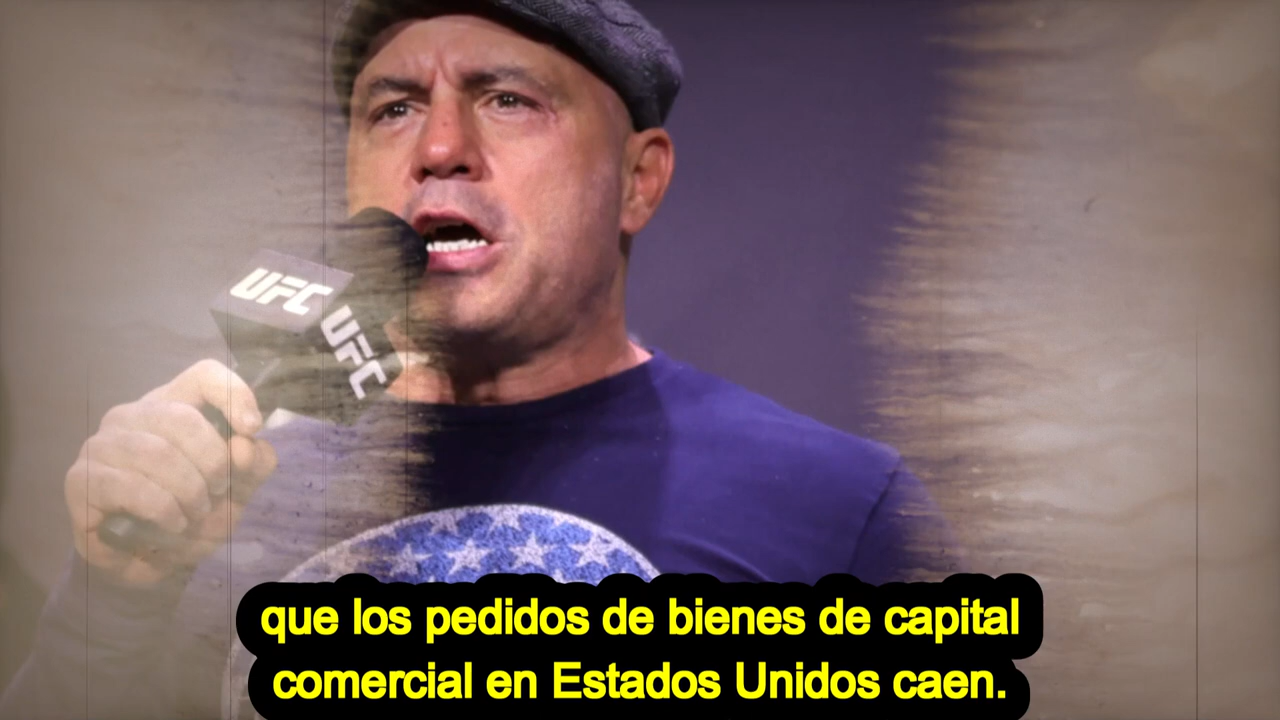 UFC
UFC
que los pedidos de bienes de capital
comercial en Estados Unidos caen.